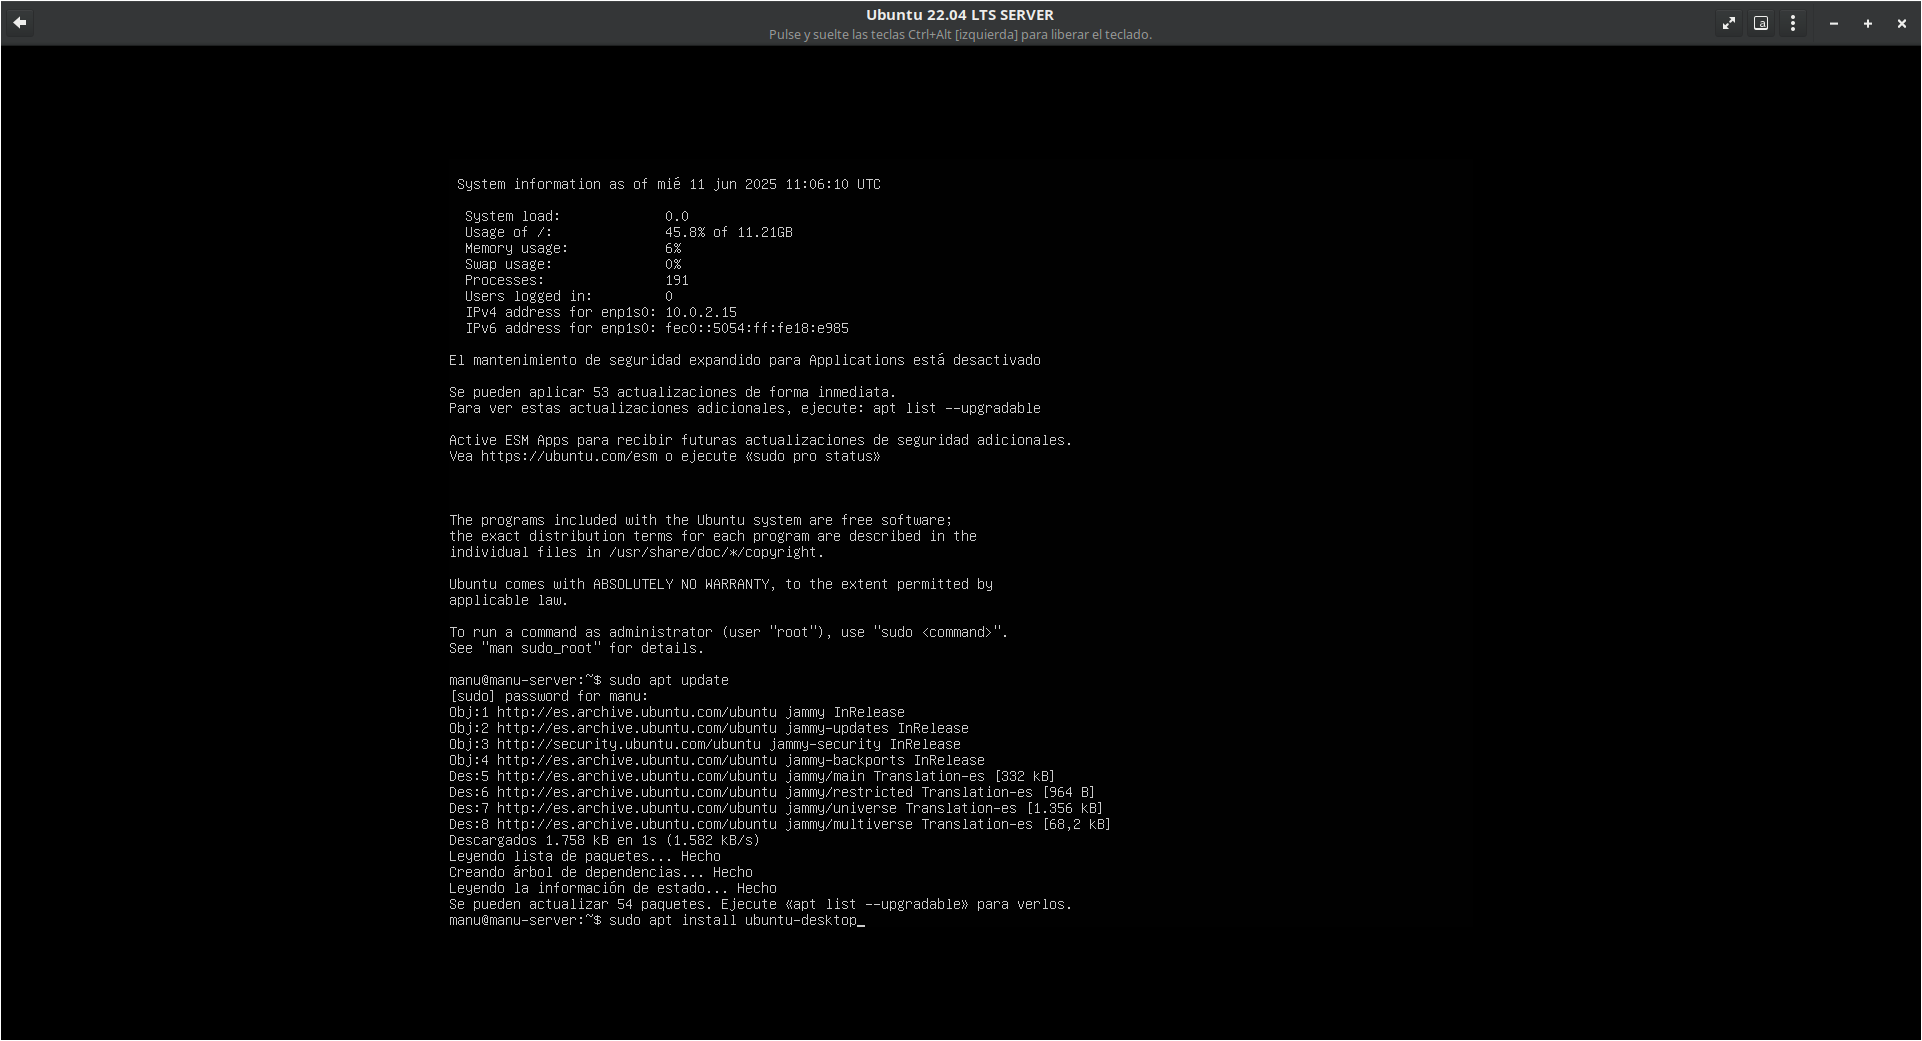 Ubuntu 22.04 LTS SERVER
Pulse y suelte las teclas Ctrl+Alt [izquierda] para liberar el teclado.
System information as of mié 11 jun 2025 11:06:10 UTC
System load: 0.0
Usage of /: 45.8% of 11.21GB
Memory usage: 6%
Swap usage: 0%
Processes: 191
Users logged in: 0
IPv4 address for enp1s0: 10.0.2.15
IPv6 address for enp1s0: fec0::5054:ff:fe18:e985
El mantenimiento de seguridad expandido para Applications está desactivado
Se pueden aplicar 53 actualizaciones de forma inmediata.
Para ver estas actualizaciones adicionales, ejecute: apt list --upgradable
Active ESM Apps para recibir futuras actualizaciones de seguridad adicionales.
Vea https://ubuntu.com/esm o ejecute «sudo pro status»
The programs included with the Ubuntu system are free software;
the exact distribution terms for each program are described in the
individual files in /usr/share/doc/*/copyright.
Ubuntu comes with ABSOLUTELY NO WARRANTY, to the extent permitted by
applicable law.
To run a command as administrator (user "root"), use "sudo <command>".
See "man sudo_root" for details.
manu@manu-server:~$ sudo apt update
[sudo] password for manu:
Obj:1 http://es.archive.ubuntu.com/ubuntu jammy InRelease
Obj:2 http://es.archive.ubuntu.com/ubuntu jammy-updates InRelease
Obj:3 http://security.ubuntu.com/ubuntu jammy-security InRelease
Obj:4 http://es.archive.ubuntu.com/ubuntu jammy-backports InRelease
Des:5 http://es.archive.ubuntu.com/ubuntu jammy/main Translation-es [332 kB]
Des:6 http://es.archive.ubuntu.com/ubuntu jammy/restricted Translation-es [964 B]
Des:7 http://es.archive.ubuntu.com/ubuntu jammy/universe Translation-es [1.356 kB]
Des:8 http://es.archive.ubuntu.com/ubuntu jammy/multiverse Translation-es [68,2 kB]
Descargados 1.758 kB en 1s (1.582 kB/s)
Leyendo lista de paquetes... Hecho
Creando árbol de dependencias... Hecho
Leyendo la información de estado... Hecho
Se pueden actualizar 54 paquetes. Ejecute «apt list --upgradable» para verlos.
manu@manu-server:~$ sudo apt install ubuntu-desktop_